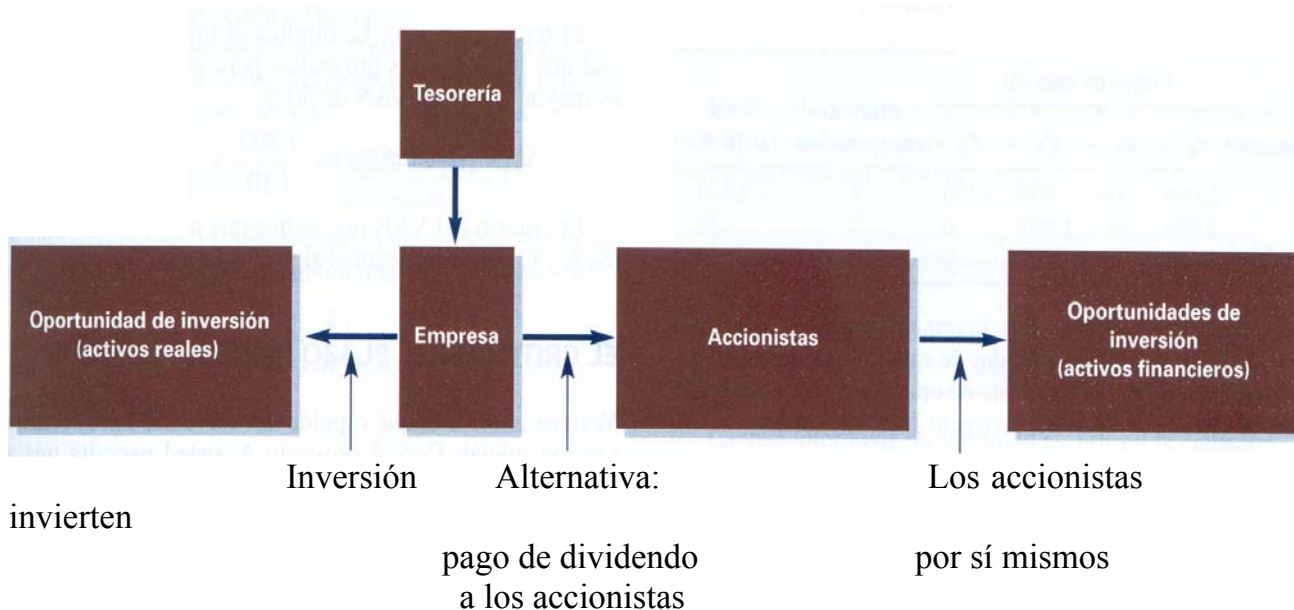 Tesorería
Oportunidad de inversión
(activos reales)
Empresa
Accionistas
Oportunidades de
inversión
(activos financieros)
Inversión Alternativa: Los accionistas
invierten
pago de dividendo por sí mismos
a los accionistas